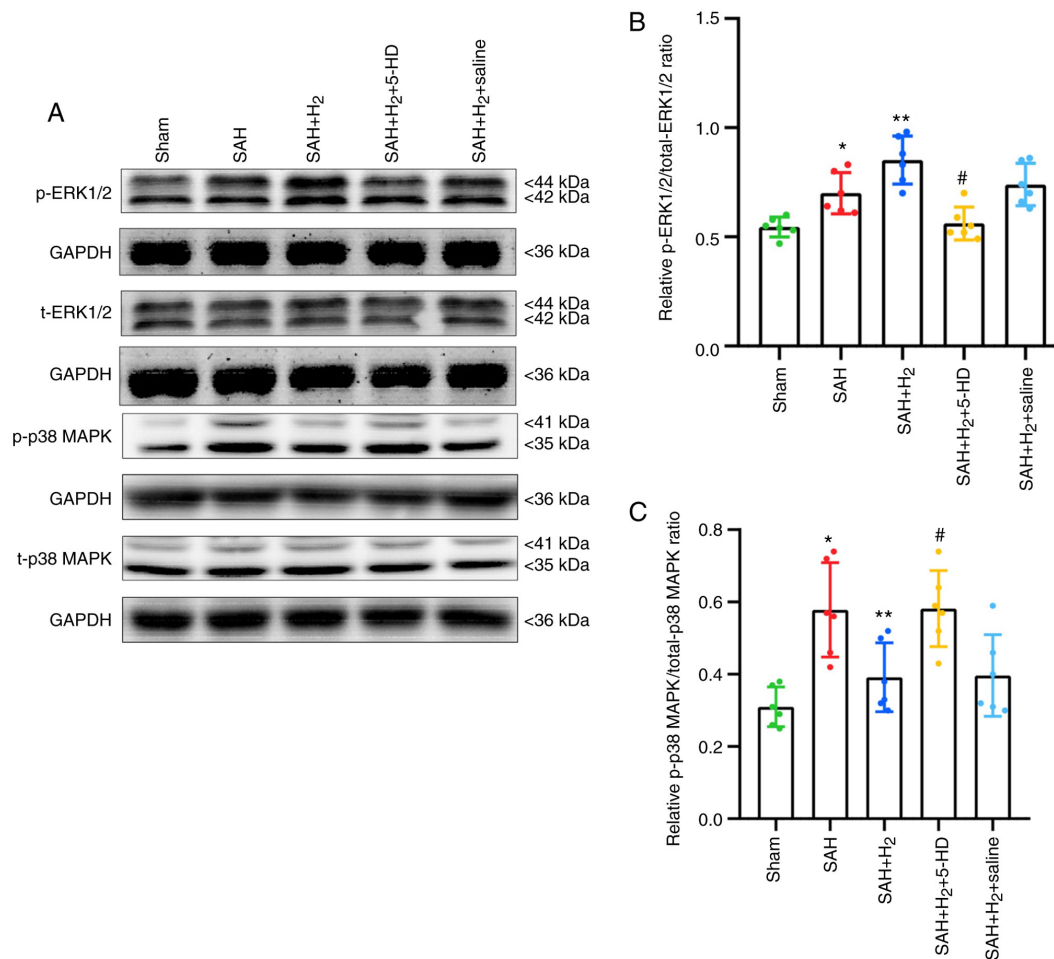 A
Sham
SAH
SAH+H2
SAH+H2+5-HD
SAH+H2+saline
p-ERK1/2
<44 kDa
<42 kDa
GAPDH
<36 kDa
t-ERK1/2
<44 kDa
<42 kDa
GAPDH
<36 kDa
p-p38 MAPK
<41 kDa
<35 kDa
GAPDH
<36 kDa
t-p38 MAPK
<41 kDa
<35 kDa
GAPDH
<36 kDa
B
Relative p-ERK1/2/total-ERK1/2 ratio
1.5
1.0
0.5
0.0
*
**
#
Sham
SAH
SAH+H2
SAH+H2+5-HD
SAH+H2+saline
C
Relative p-p38 MAPK/total-p38 MAPK ratio
0.8
0.6
0.4
0.2
0.0
*
**
#
Sham
SAH
SAH+H2
SAH+H2+5-HD
SAH+H2+saline